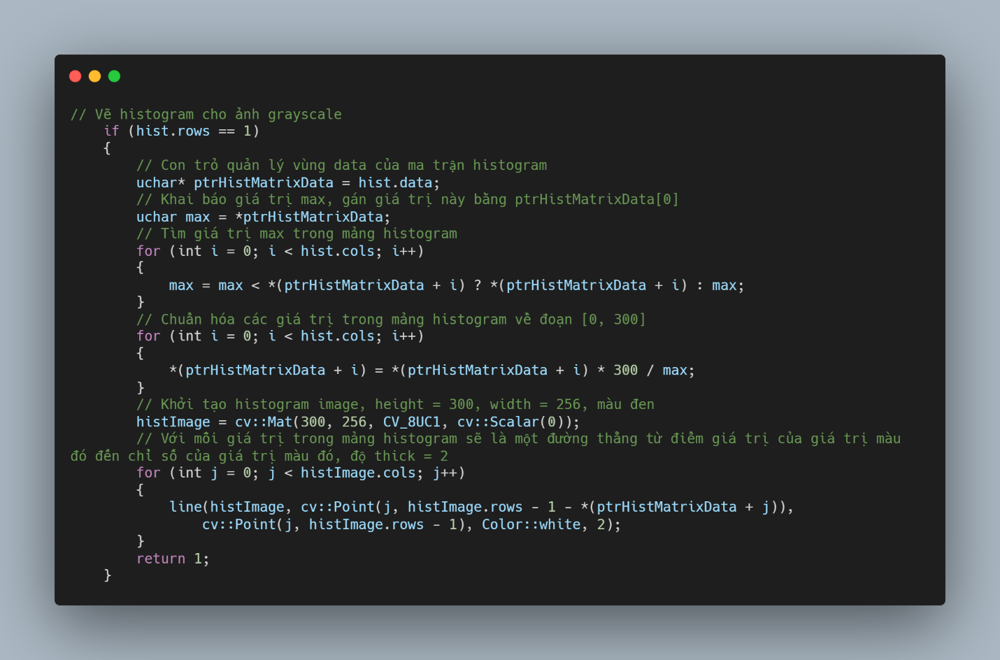 // Vẽ histogram cho ảnh grayscale
    if (hist.rows == 1)
    {
        // Con trỏ quản lý vùng data của ma trận histogram
        uchar* ptrHistMatrixData = hist.data;
        // Khai báo giá trị max, gán giá trị này bằng ptrHistMatrixData[0]
        uchar max = *ptrHistMatrixData;
        // Tìm giá trị max trong mảng histogram
        for (int i = 0; i < hist.cols; i++)
        {
            max = max < *(ptrHistMatrixData + i) ? *(ptrHistMatrixData + i) : max;
        }
        // Chuẩn hóa các giá trị trong mảng histogram về đoạn [0, 300]
        for (int i = 0; i < hist.cols; i++)
        {
            *(ptrHistMatrixData + i) = *(ptrHistMatrixData + i) * 300 / max;
        }
        // Khởi tạo histogram image, height = 300, width = 256, màu đen
        histImage = cv::Mat(300, 256, CV_8UC1, cv::Scalar(0));
        // Với mỗi giá trị trong mảng histogram sẽ là một đường thẳng từ điểm giá trị của giá trị màu
đó đến chỉ số của giá trị màu đó, độ thick = 2
        for (int j = 0; j < histImage.cols; j++)
        {
            line(histImage, cv::Point(j, histImage.rows - 1 - *(ptrHistMatrixData + j)),
                cv::Point(j, histImage.rows - 1), Color::white, 2);
        }
        return 1;
    }